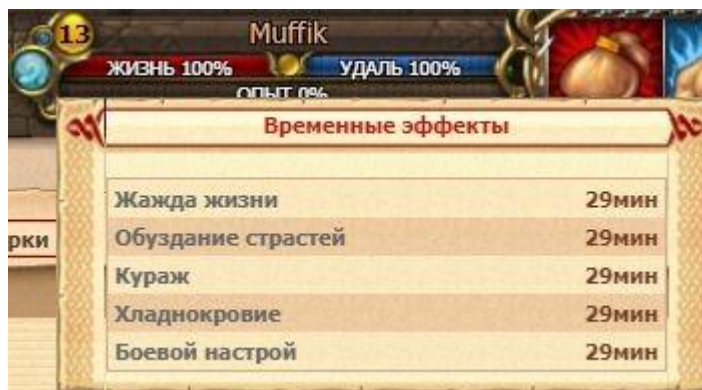 13
Muffik
ЖИЗНЬ 100% УДАЛЬ 100%
ОПЫТ 0%
Временные эффекты
Жажда жизни 29мин
рки
Обуздание страстей 29мин
Кураж 29мин
Хладнокровие 29мин
Боевой настрой 29мин